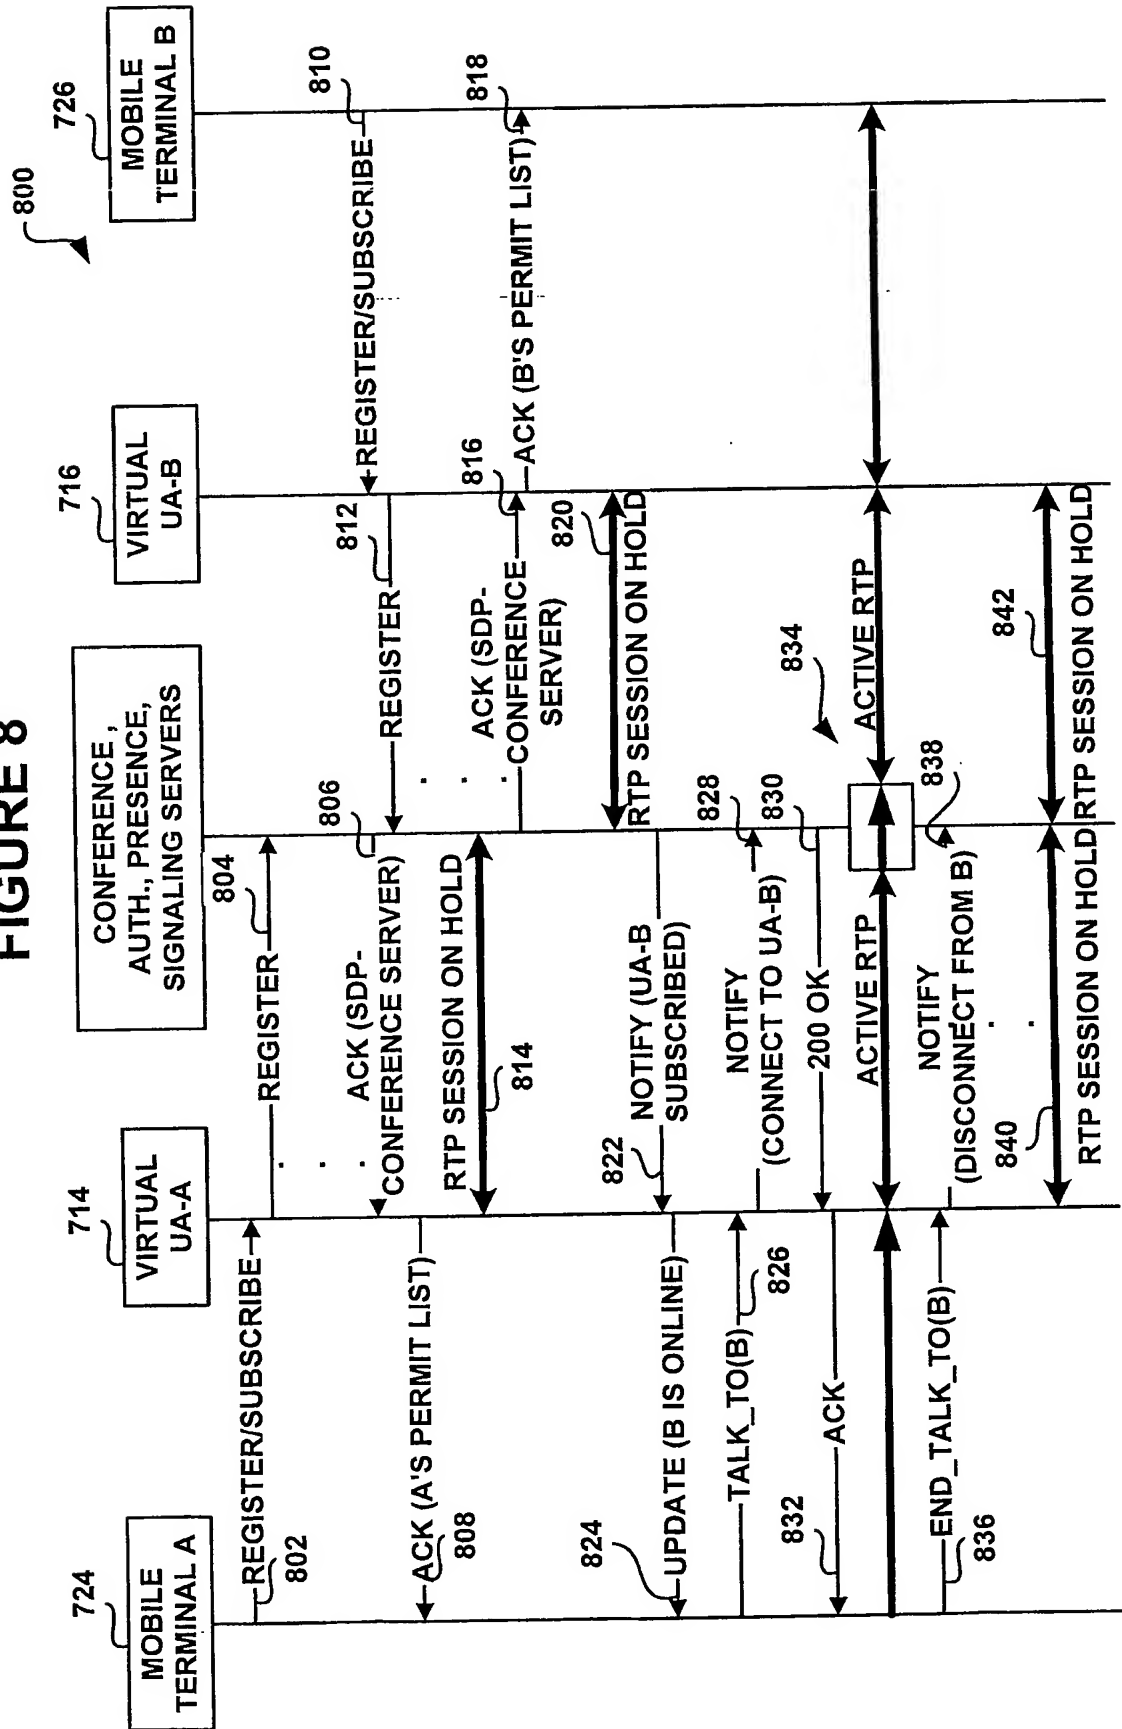 FIGURE 8
800
724
MOBILE
TERMINAL A
714
VIRTUAL
UA-A
CONFERENCE ,
AUTH., PRESENCE,
SIGNALING SERVERS
716
VIRTUAL
UA-B
726
MOBILE
TERMINAL B
REGISTER/SUBSCRIBE
802
REGISTER
804
. . .
ACK (SDP-
CONFERENCE SERVER)
806
ACK (A'S PERMIT LIST)
808
REGISTER/SUBSCRIBE
810
REGISTER
812
. . .
RTP SESSION ON HOLD
814
ACK (SDP-
CONFERENCE
SERVER)
816
ACK (B'S PERMIT LIST)
818
820
RTP SESSION ON HOLD
NOTIFY (UA-B
SUBSCRIBED)
822
UPDATE (B IS ONLINE)
824
TALK_TO(B)
826
NOTIFY
(CONNECT TO UA-B)
828
200 OK
830
ACK
832
ACTIVE RTP
ACTIVE RTP
834
END_TALK_TO(B)
836
NOTIFY
(DISCONNECT FROM B)
838
. . .
840
RTP SESSION ON HOLD
842
RTP SESSION ON HOLD